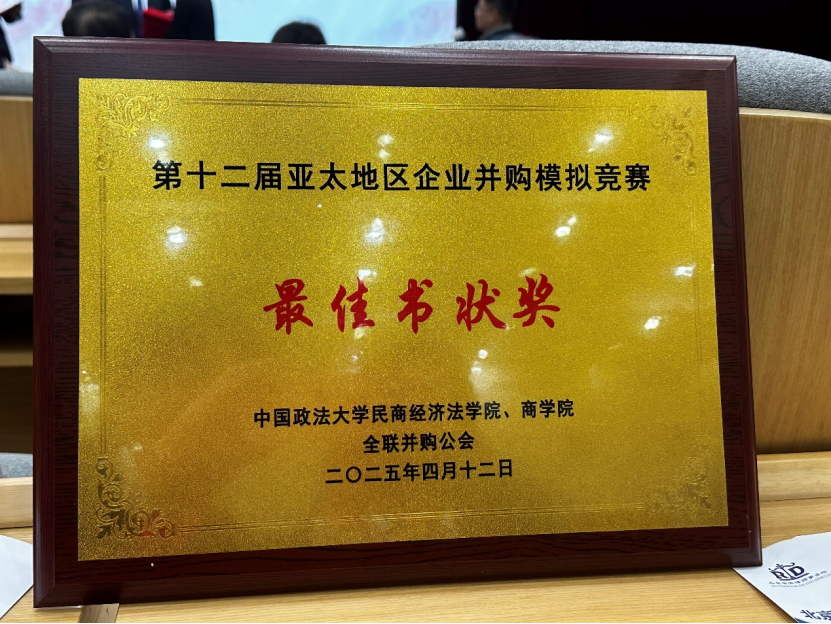 第十二届亚太地区企业并购模拟竞赛
最佳书状奖
中国政法大学民商经济法学院、商学院
全联并购公会
二〇二五年四月十二日